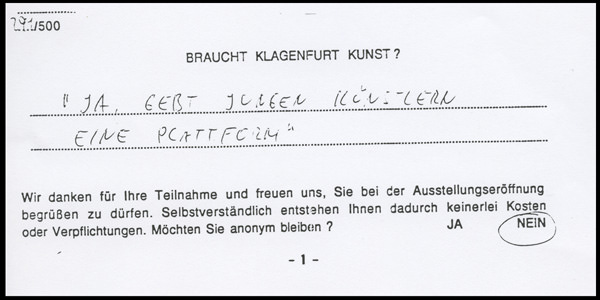 291/500
BRAUCHT KLAGENFURT KUNST?
"JA, GEBT JUNGEN KÜNSTLERN
EINE PLATTFORM"
Wir danken für Ihre Teilnahme und freuen uns, Sie bei der Ausstellungseröffnung
begrüßen zu dürfen. Selbstverständlich entstehen Ihnen dadurch keinerlei Kosten
oder Verpflichtungen. Möchten Sie anonym bleiben ? JA NEIN
- 1 -